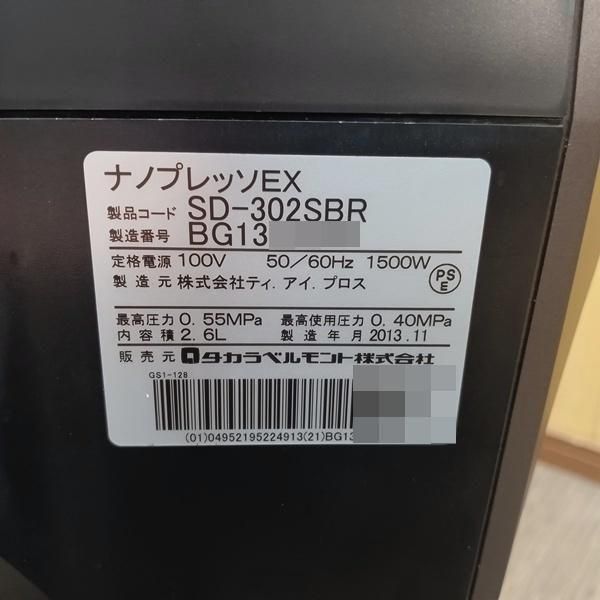 ナノプレッソEX
製品コード SD-302SBR
製造番号 BG13
定格電源 100V 50/60Hz 1500W
製造元 株式会社ティ.アイ.プロス
PSE
最高圧力 0.55MPa 最高使用圧力 0.40MPa
内容積 2.6L 製造年月 2013.11
販売元 タカラベルモント株式会社
GS1-128
(01)04952195224913(21)BG13